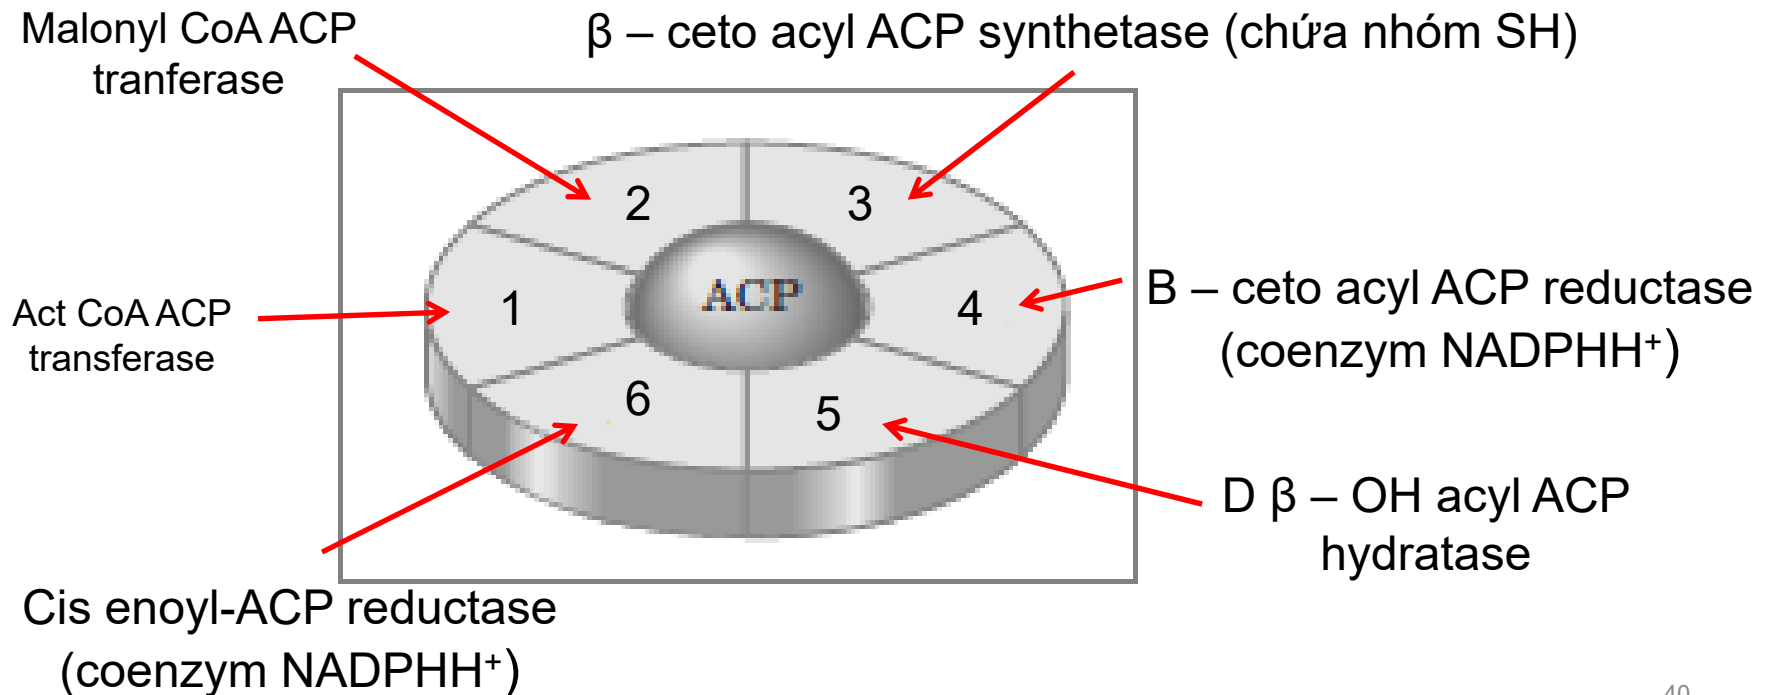 Malonyl CoA ACP
tranferase
β – ceto acyl ACP synthetase (chứa nhóm SH)
2
3
Act CoA ACP
transferase
1
ACP
4
B – ceto acyl ACP reductase
(coenzym NADPHH⁺)
6
5
D β – OH acyl ACP
hydratase
Cis enoyl-ACP reductase
(coenzym NADPHH⁺)
40